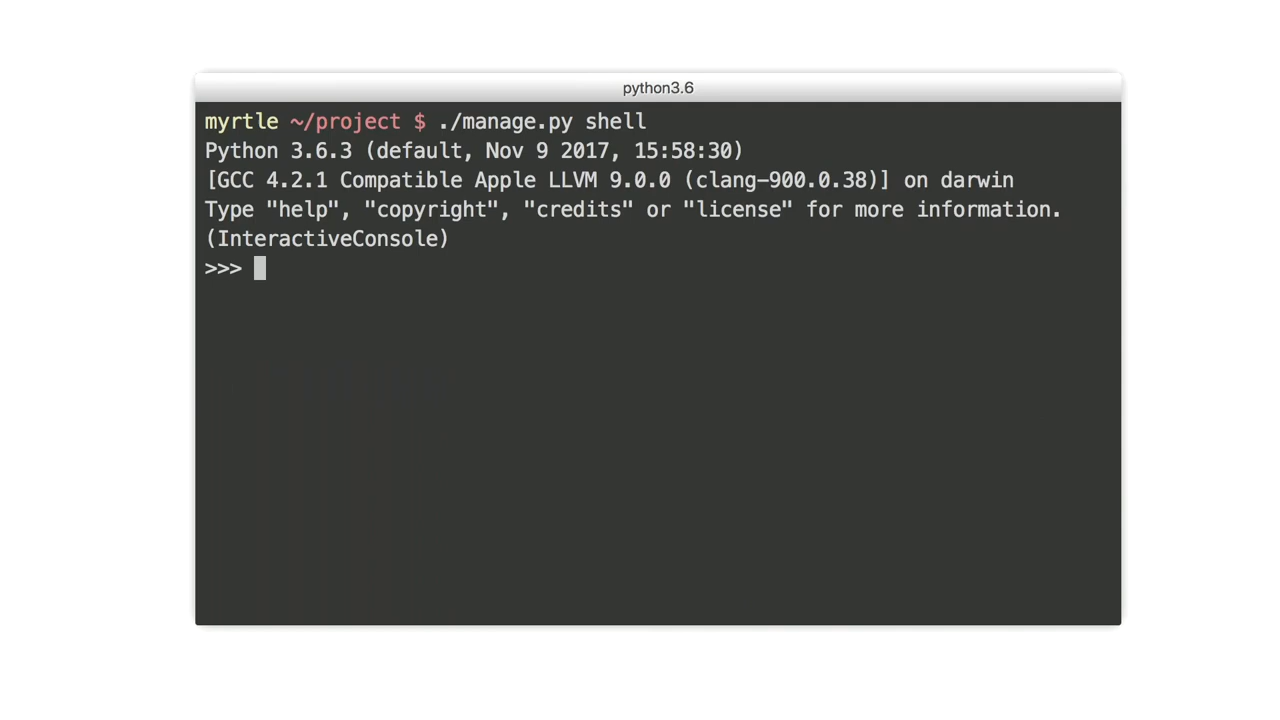 python3.6
myrtle ~/project $ ./manage.py shell
Python 3.6.3 (default, Nov 9 2017, 15:58:30)
[GCC 4.2.1 Compatible Apple LLVM 9.0.0 (clang-900.0.38)] on darwin
Type "help", "copyright", "credits" or "license" for more information.
(InteractiveConsole)
>>>